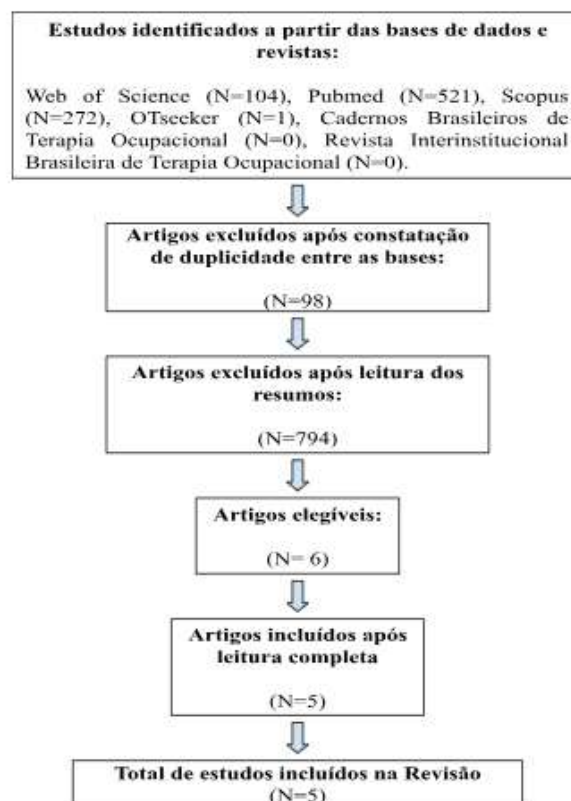 Estudos identificados a partir das bases de dados e
revistas:
Web of Science (N=104), Pubmed (N=521), Scopus
(N=272), OTseeker (N=1), Cadernos Brasileiros de
Terapia Ocupacional (N=0), Revista Interinstitucional
Brasileira de Terapia Ocupacional (N=0).
Artigos excluídos após constatação
de duplicidade entre as bases:
(N=98)
Artigos excluídos após leitura dos
resumos:
(N=794)
Artigos elegíveis:
(N= 6)
Artigos incluídos após
leitura completa
(N=5)
Total de estudos incluídos na Revisão
(N=5)